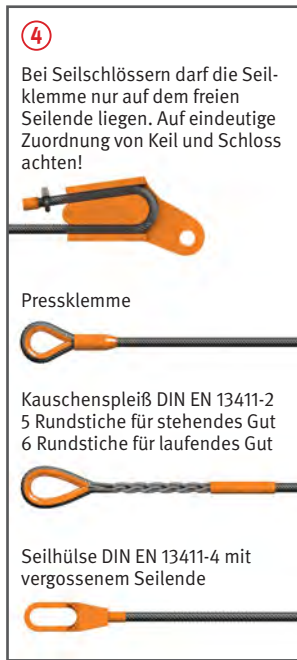 4
Bei Seilschlössern darf die Seil-
klemme nur auf dem freien
Seilende liegen. Auf eindeutige
Zuordnung von Keil und Schloss
achten!
Pressklemme
Kauschenspleiß DIN EN 13411-2
5 Rundstiche für stehendes Gut
6 Rundstiche für laufendes Gut
Seilhülse DIN EN 13411-4 mit
vergossenem Seilende